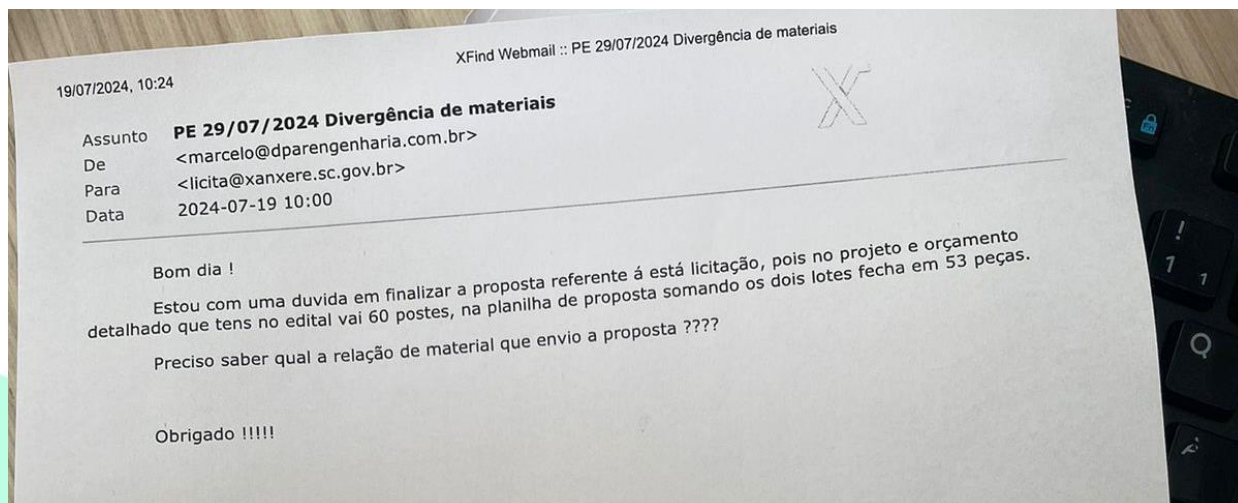 19/07/2024, 10:24
XFind Webmail :: PE 29/07/2024 Divergência de materiais
Assunto PE 29/07/2024 Divergência de materiais
De <marcelo@dparengenharia.com.br>
Para <licita@xanxere.sc.gov.br>
Data 2024-07-19 10:00
Bom dia !
Estou com uma duvida em finalizar a proposta referente á está licitação, pois no projeto e orçamento
detalhado que tens no edital vai 60 postes, na planilha de proposta somando os dois lotes fecha em 53 peças.
Preciso saber qual a relação de material que envio a proposta ????
Obrigado !!!!!
!
1
1
Q
Fn